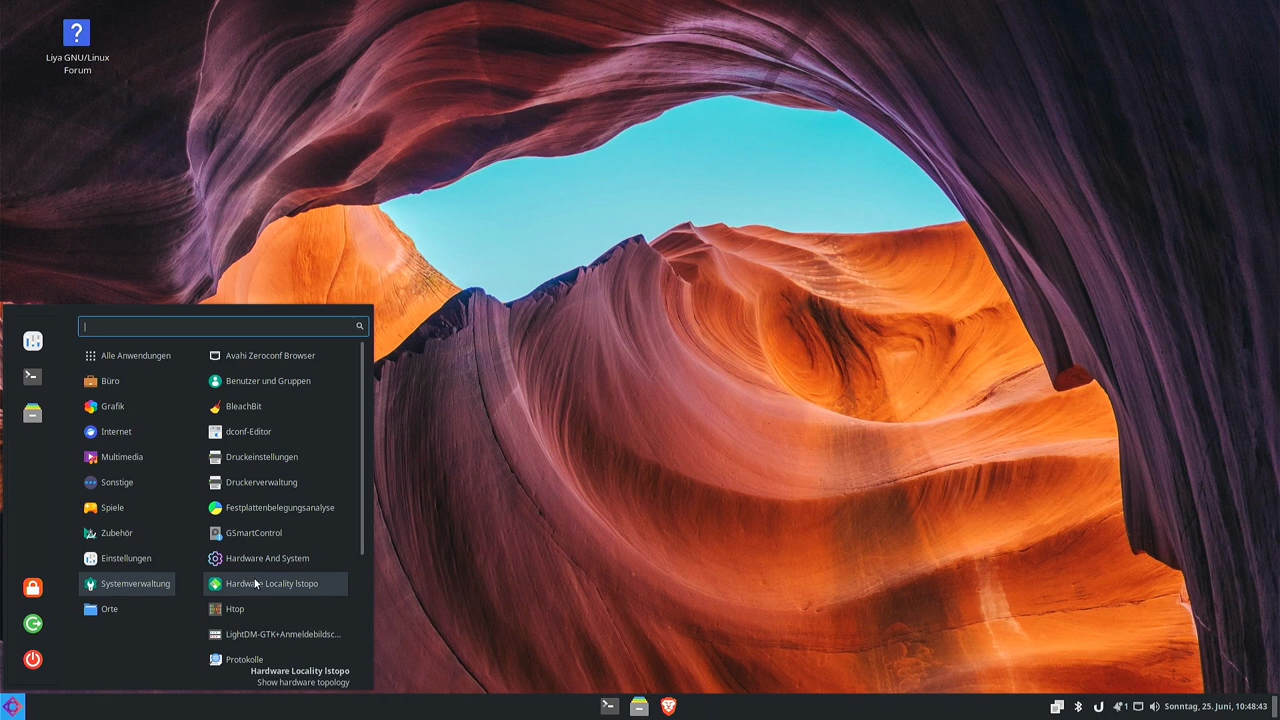 Liya GNU/Linux
Forum
Alle Anwendungen
Büro
Grafik
Internet
Multimedia
Sonstige
Spiele
Zubehör
Einstellungen
Systemverwaltung
Orte
Avahi Zeroconf Browser
Benutzer und Gruppen
BleachBit
dconf-Editor
Druckeinstellungen
Druckerverwaltung
Festplattenbelegungsanalyse
GSmartControl
Hardware And System
Hardware Locality lstopo
Htop
LightDM-GTK+Anmeldebildsc...
Protokolle
Hardware Locality lstopo
Show hardware topology
1
Sonntag, 25. Juni, 10:48:43